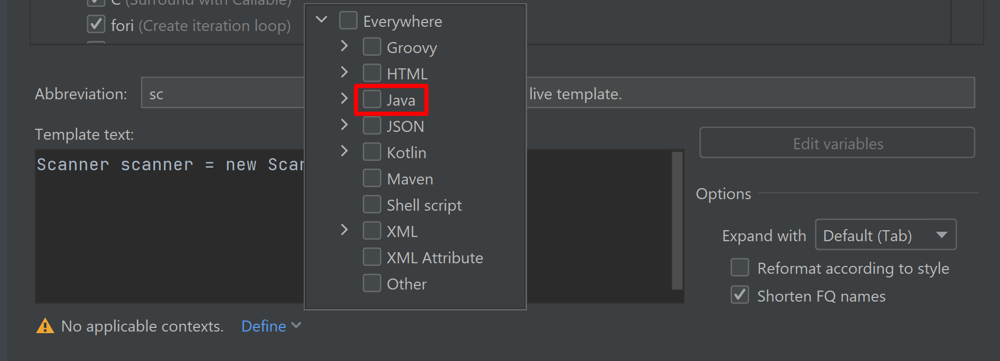 C (Surround with Callable)
fori (Create iteration loop)
Everywhere
Groovy
HTML
Java
JSON
Kotlin
Maven
Shell script
XML
XML Attribute
Other
Abbreviation: sc
live template.
Template text:
Scanner scanner = new
Edit variables
Options
Expand with Default (Tab)
Reformat according to style
Shorten FQ names
No applicable contexts. Define